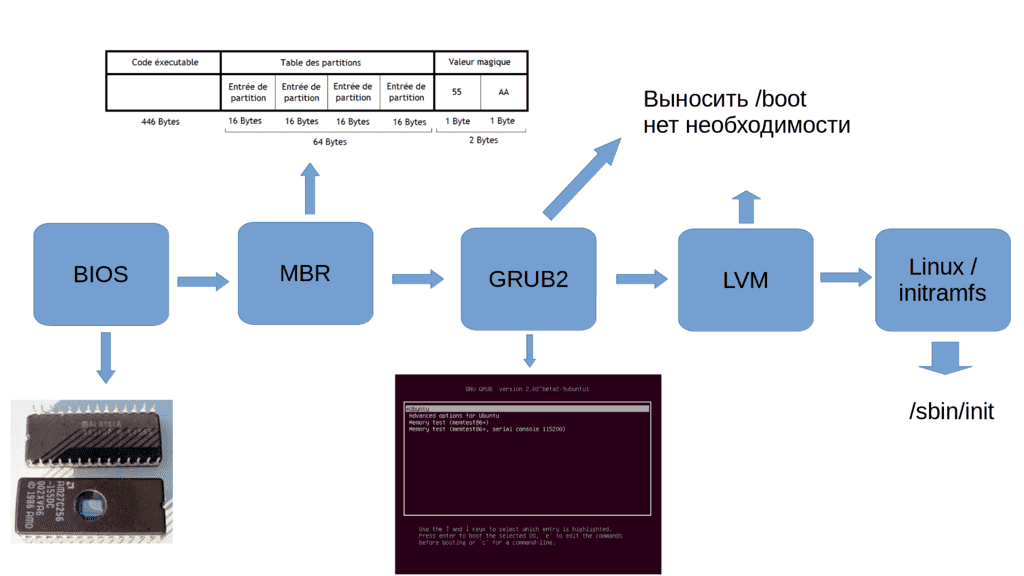 Code éxecutable
Table des partitions
Valeur magique
Entrée de
partition
Entrée de
partition
Entrée de
partition
Entrée de
partition
55
AA
446 Bytes
16 Bytes
16 Bytes
16 Bytes
16 Bytes
1 Byte
1 Byte
64 Bytes
2 Bytes
Выносить /boot
нет необходимости
BIOS
MBR
GRUB2
LVM
Linux /
initramfs
/sbin/init
MALAYSIA
AM27C256
-155DC
© 1986 AMD
GNU GRUB version 2.02~beta2-9ubuntu1
*Ubuntu
Advanced options for Ubuntu
Memory test (memtest86+)
Memory test (memtest86+, serial console 115200)
Use the ↑ and ↓ keys to select which entry is highlighted.
Press enter to boot the selected OS, `e' to edit the commands
before booting or `c' for a command-line.